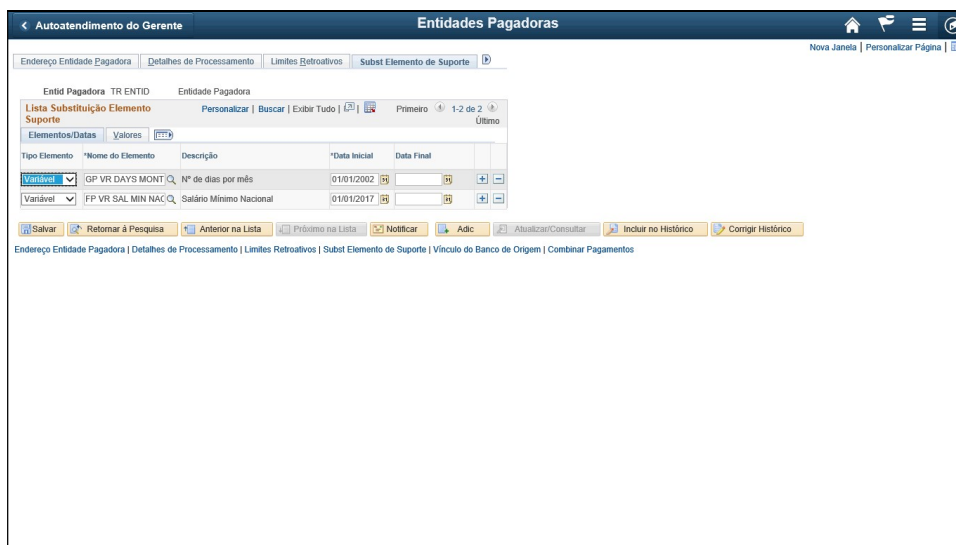 Autoatendimento do Gerente
Entidades Pagadoras
Nova Janela | Personalizar Página |
Endereço Entidade Pagadora Detalhes de Processamento Limites Retroativos Subst Elemento de Suporte
Entid Pagadora TR ENTID Entidade Pagadora
Lista Substituição Elemento Suporte Personalizar | Buscar | Exibir Tudo | | Primeiro 1-2 de 2 Último
Elementos/Datas Valores
Tipo Elemento *Nome do Elemento Descrição *Data Inicial Data Final
Variável GP VR DAYS MONT Nº de dias por mês 01/01/2002
Variável FP VR SAL MIN NAC Salário Mínimo Nacional 01/01/2017
Salvar Retornar à Pesquisa Anterior na Lista Próximo na Lista Notificar Adic Atualizar/Consultar Incluir no Histórico Corrigir Histórico
Endereço Entidade Pagadora | Detalhes de Processamento | Limites Retroativos | Subst Elemento de Suporte | Vínculo do Banco de Origem | Combinar Pagamentos